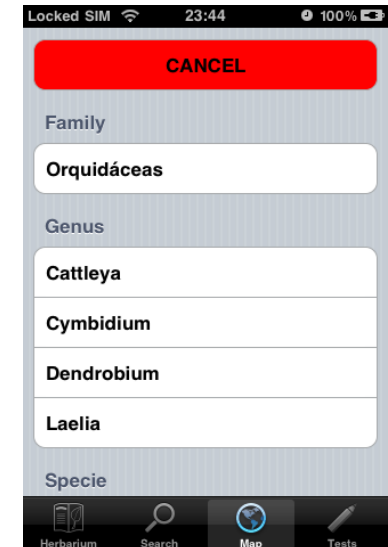 Locked SIM 23:44 100%
CANCEL
Family
Orquidáceas
Genus
Cattleya
Cymbidium
Dendrobium
Laelia
Specie
Herbarium Search Map Tests